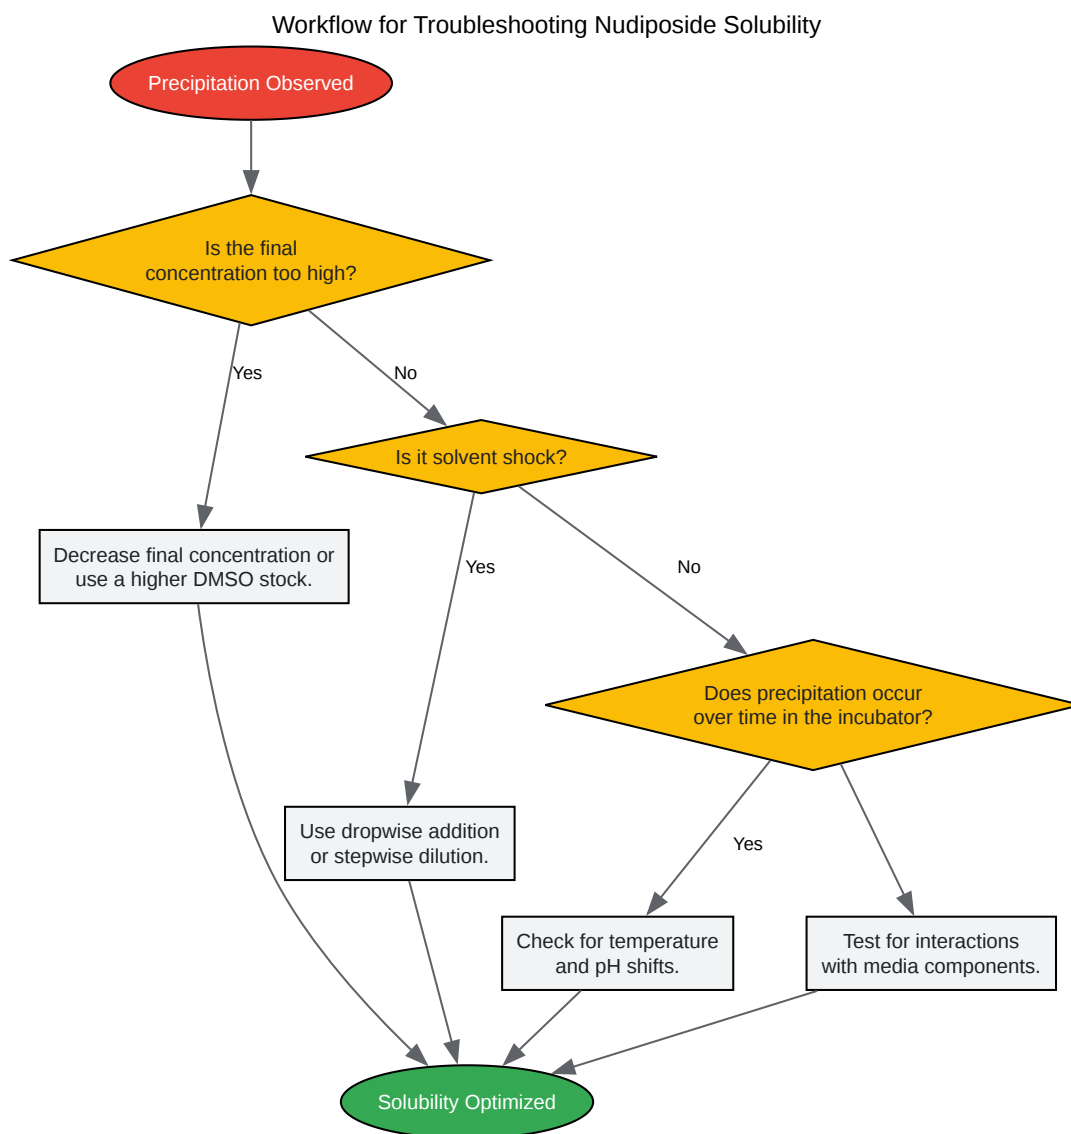 Workflow for Troubleshooting Nudiposide Solubility
Precipitation Observed
Is the final
concentration too high?
Yes
No
Is it solvent shock?
Decrease final concentration or
use a higher DMSO stock.
Yes
No
Does precipitation occur
over time in the incubator?
Use dropwise addition
or stepwise dilution.
Yes
Check for temperature
and pH shifts.
Test for interactions
with media components.
Solubility Optimized